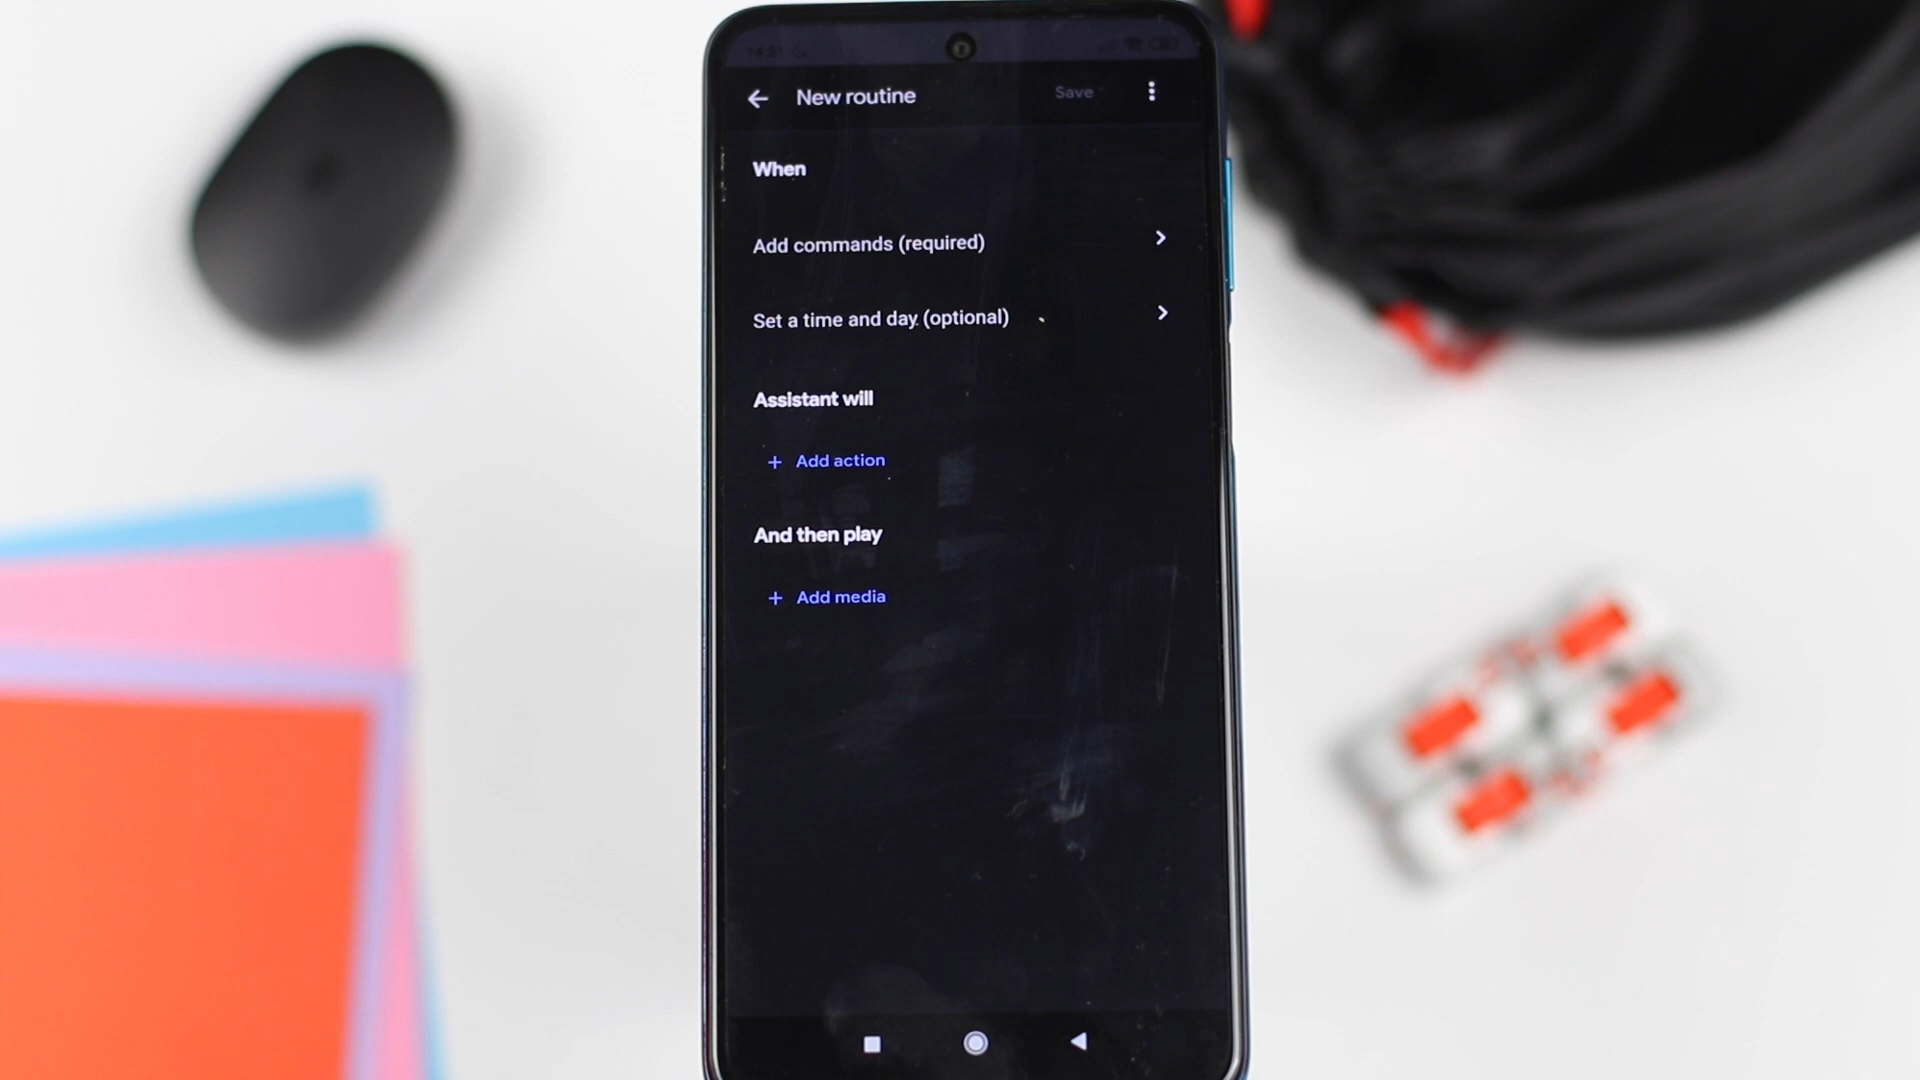 New routine
Save
When
Add commands (required)
Set a time and day (optional)
Assistant will
+ Add action
And then play
+ Add media